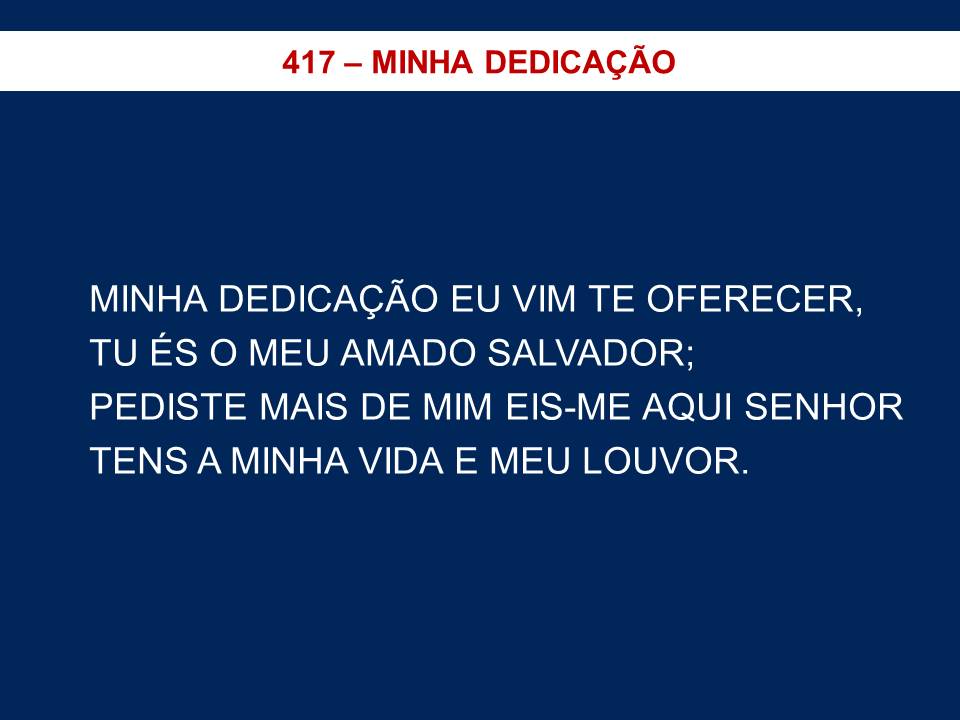 417 – MINHA DEDICAÇÃO
MINHA DEDICAÇÃO EU VIM TE OFERECER,
TU ÉS O MEU AMADO SALVADOR;
PEDISTE MAIS DE MIM EIS-ME AQUI SENHOR
TENS A MINHA VIDA E MEU LOUVOR.